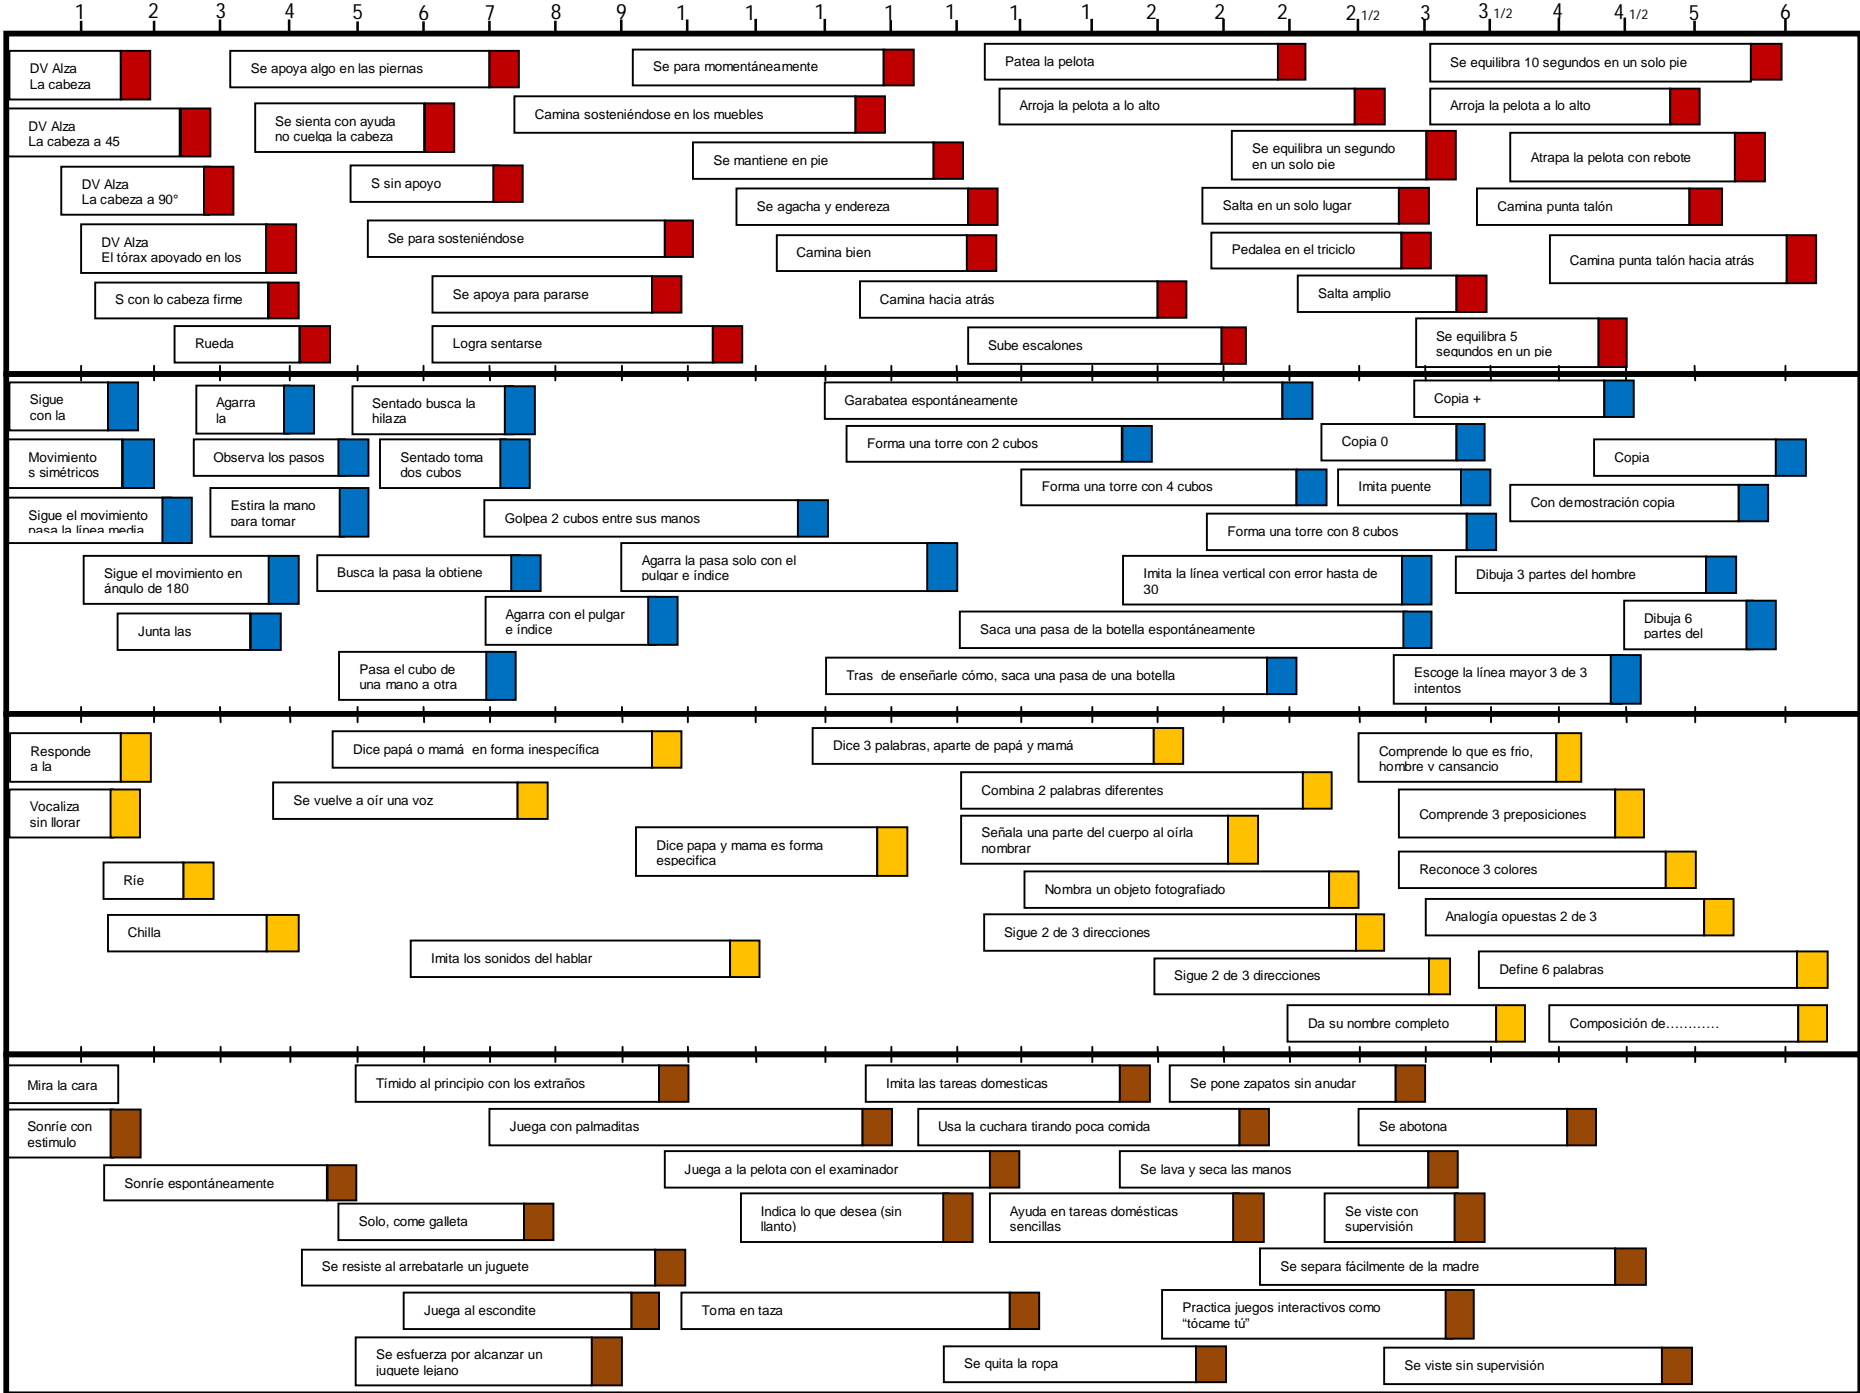 1 2 3 4 5 6 7 8 9 1 1 1 1 1 1 1 2 2 2 2 1/2 3 3 1/2 4 4 1/2 5 6
DV Alza
La cabeza
Se apoya algo en las piernas
Se para momentáneamente
Patea la pelota
Se equilibra 10 segundos en un solo pie
DV Alza
La cabeza a 45
Se sienta con ayuda
no cuelga la cabeza
Camina sosteniéndose en los muebles
Arroja la pelota a lo alto
Arroja la pelota a lo alto
Se mantiene en pie
Se equilibra un segundo
en un solo pie
Atrapa la pelota con rebote
DV Alza
La cabeza a 90°
S sin apoyo
Se agacha y endereza
Salta en un solo lugar
Camina punta talón
DV Alza
El tórax apoyado en los
Se para sosteniéndose
Camina bien
Pedalea en el triciclo
Camina punta talón hacia atrás
S con lo cabeza firme
Se apoya para pararse
Camina hacia atrás
Salta amplio
Rueda
Logra sentarse
Sube escalones
Se equilibra 5
segundos en un pie
Sigue
con la
Agarra
la
Sentado busca la
hilaza
Garabatea espontáneamente
Copia +
Movimiento
s simétricos
Observa los pasos
Sentado toma
dos cubos
Forma una torre con 2 cubos
Copia 0
Copia
Sigue el movimiento
pasa la línea media
Estira la mano
para tomar
Golpea 2 cubos entre sus manos
Forma una torre con 4 cubos
Imita puente
Con demostración copia
Forma una torre con 8 cubos
Sigue el movimiento en
ángulo de 180
Busca la pasa la obtiene
Agarra la pasa solo con el
pulgar e índice
Imita la línea vertical con error hasta de
30
Dibuja 3 partes del hombre
Junta las
Agarra con el pulgar
e índice
Saca una pasa de la botella espontáneamente
Dibuja 6
partes del
Pasa el cubo de
una mano a otra
Tras de enseñarle cómo, saca una pasa de una botella
Escoge la línea mayor 3 de 3
intentos
Responde
a la
Dice papá o mamá en forma inespecífica
Dice 3 palabras, aparte de papá y mamá
Comprende lo que es frio,
hombre y cansancio
Vocaliza
sin llorar
Se vuelve a oír una voz
Combina 2 palabras diferentes
Comprende 3 preposiciones
Dice papa y mama es forma
especifica
Señala una parte del cuerpo al oírla
nombrar
Ríe
Nombra un objeto fotografiado
Reconoce 3 colores
Chilla
Sigue 2 de 3 direcciones
Analogía opuestas 2 de 3
Imita los sonidos del hablar
Sigue 2 de 3 direcciones
Define 6 palabras
Da su nombre completo
Composición de…………
Mira la cara
Tímido al principio con los extraños
Imita las tareas domesticas
Se pone zapatos sin anudar
Sonríe con
estimulo
Juega con palmaditas
Usa la cuchara tirando poca comida
Se abotona
Sonríe espontáneamente
Juega a la pelota con el examinador
Se lava y seca las manos
Solo, come galleta
Indica lo que desea (sin
llanto)
Ayuda en tareas domésticas
sencillas
Se viste con
supervisión
Se resiste al arrebatarle un juguete
Se separa fácilmente de la madre
Juega al escondite
Toma en taza
Practica juegos interactivos como
“tócame tú”
Se esfuerza por alcanzar un
juguete lejano
Se quita la ropa
Se viste sin supervisión